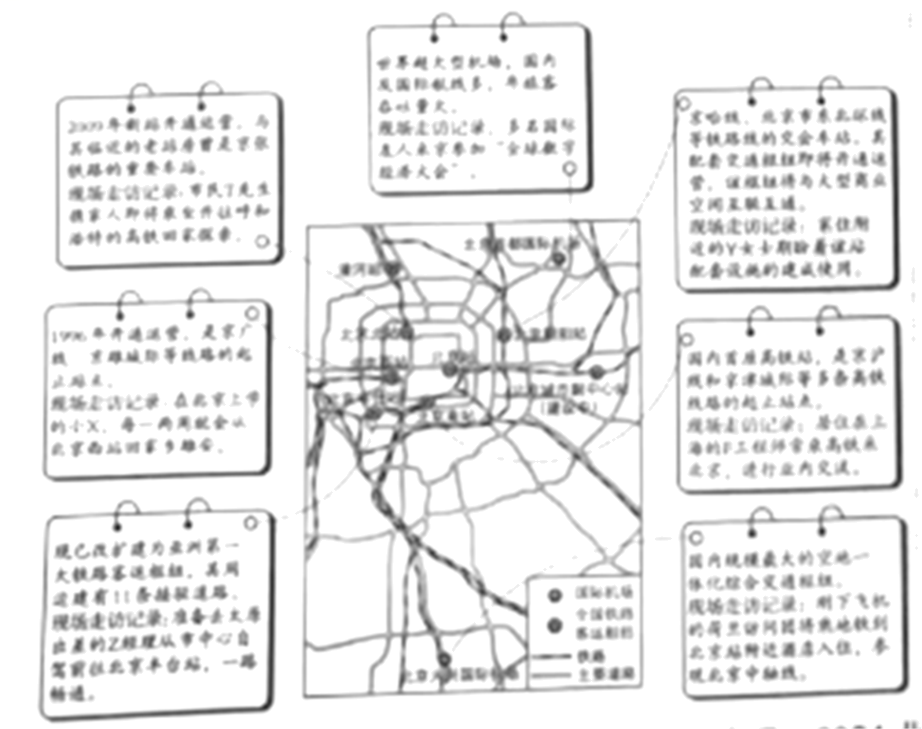 世界超大型机场，国内
及国际航线多，年旅客
吞吐量大。
现场走访记录：多名国际
友人来京参加“全球数字
经济大会”。
2009年新站开通运营，与
其临近的老站房曾是京张
铁路的重要车站。
现场走访记录：市民T先生
携家人即将乘坐开往呼和
浩特的高铁回家探亲。
京哈线、北京市东北环线
等铁路线的交会车站。其
配套交通枢纽即将开通运
营，该枢纽将与大型商业
空间互联互通。
现场走访记录：家住附
近的Y女士期盼着该站
配套设施的建成使用。
1996年开通运营，是京广
线 京雄城际等线路的起
止站点。
现场走访记录：在北京上学
的小X，每一两周就会从
北京西站回家乡雄安。
国内首座高铁站，是京沪
线和京津城际等多条高铁
线路的起止站点。
现场走访记录：居住在上
海的F工程师常乘高铁来
北京，进行业内交流。
现已改扩建为亚洲第一
大铁路客运枢纽，其周
边建有11条接驳道路。
现场走访记录：准备去太原
出差的Z经理从市中心自
驾前往北京丰台站，一路
畅通。
国内规模最大的空地一
体化综合交通枢纽。
现场走访记录：刚下飞机
的荷兰访问团将乘地铁到
北京站附近酒店入住，参
观北京中轴线。
北京首都国际机场
清河站
北京北站
北京朝阳站
北京西站
北京站
北京城市副中心站
（建设中）
北京丰台站
北京南站
北京大兴国际机场
国际机场
全国铁路
客运枢纽
铁路
主要道路